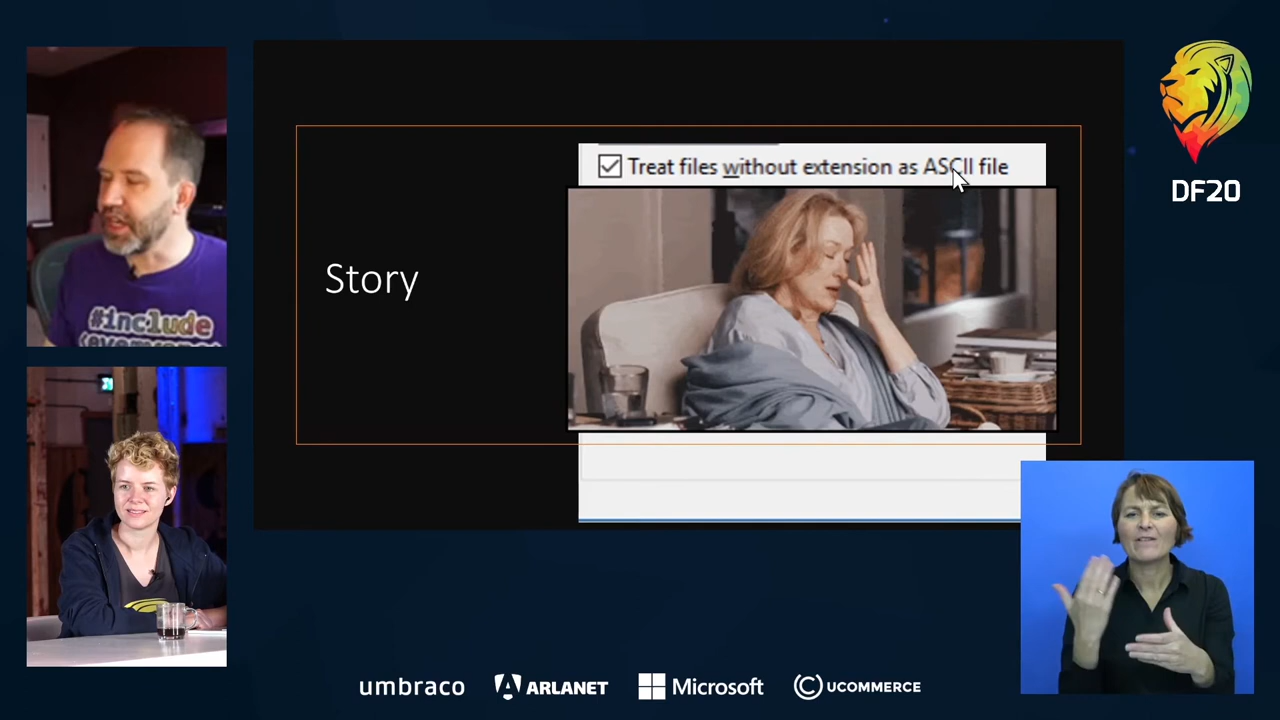 #include
Story
Treat files without extension as ASCII file
DF20
umbraco
ARLANET
Microsoft
UCOMMERCE